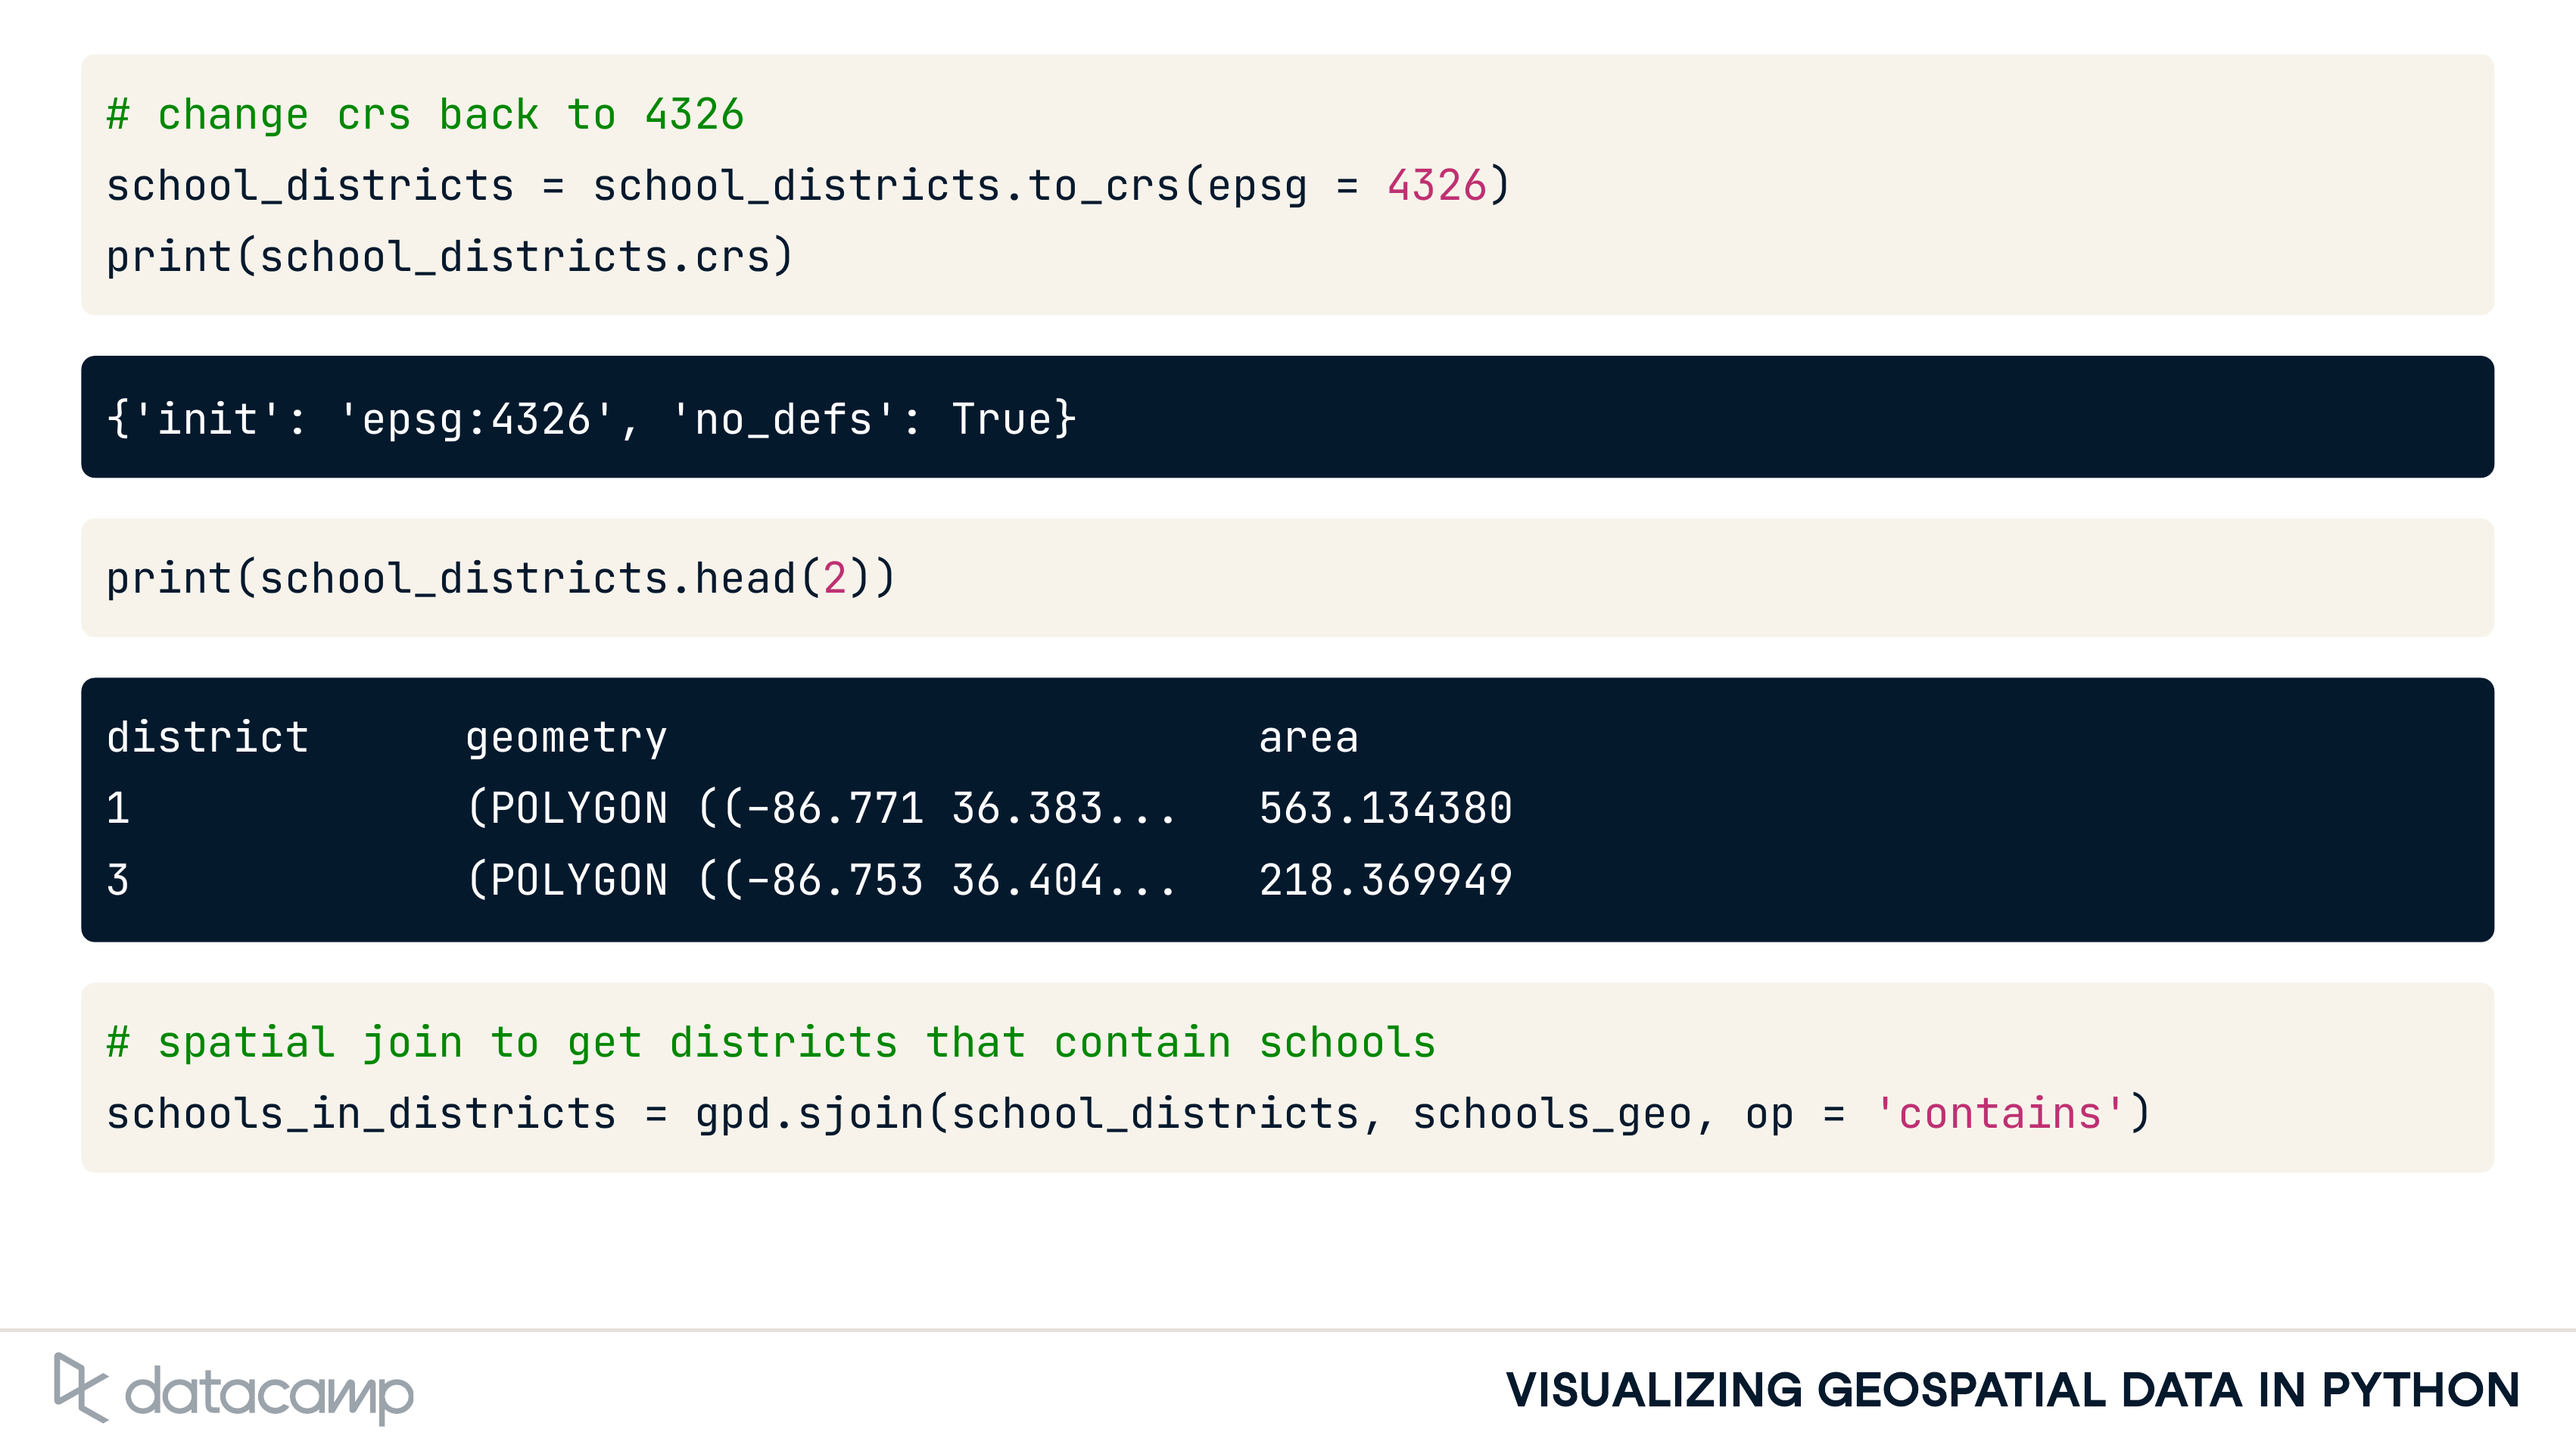 # change crs back to 4326
school_districts = school_districts.to_crs(epsg = 4326)
print(school_districts.crs)
{'init': 'epsg:4326', 'no_defs': True}
print(school_districts.head(2))
district geometry area
1 (POLYGON ((-86.771 36.383... 563.134380
3 (POLYGON ((-86.753 36.404... 218.369949
# spatial join to get districts that contain schools
schools_in_districts = gpd.sjoin(school_districts, schools_geo, op = 'contains')
datacamp
VISUALIZING GEOSPATIAL DATA IN PYTHON